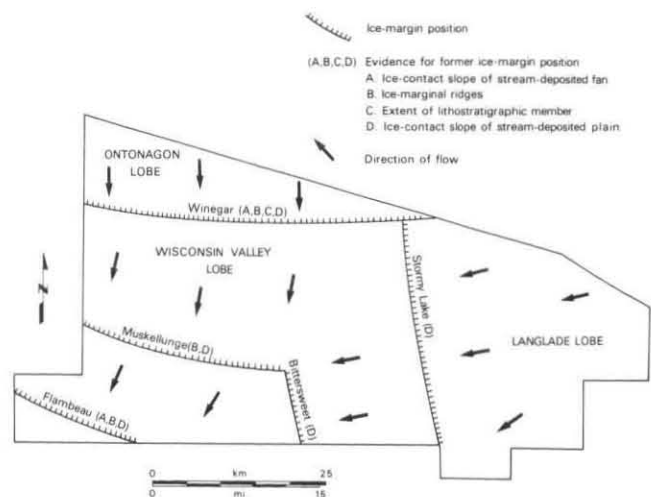 Ice-margin position
(A,B,C,D) Evidence for former ice-margin position
A. Ice-contact slope of stream-deposited fan
B. Ice-marginal ridges
C. Extent of lithostratigraphic member
D. Ice-contact slope of stream-deposited plain
Direction of flow
ONTONAGON
LOBE
Winegar (A,B,C,D)
WISCONSIN VALLEY
LOBE
Stormy Lake (D)
LANGLADE LOBE
N
Muskellunge(B,D)
Bittersweet (D)
Flambeau (A,B,D)
km
0 25
0 15
mi